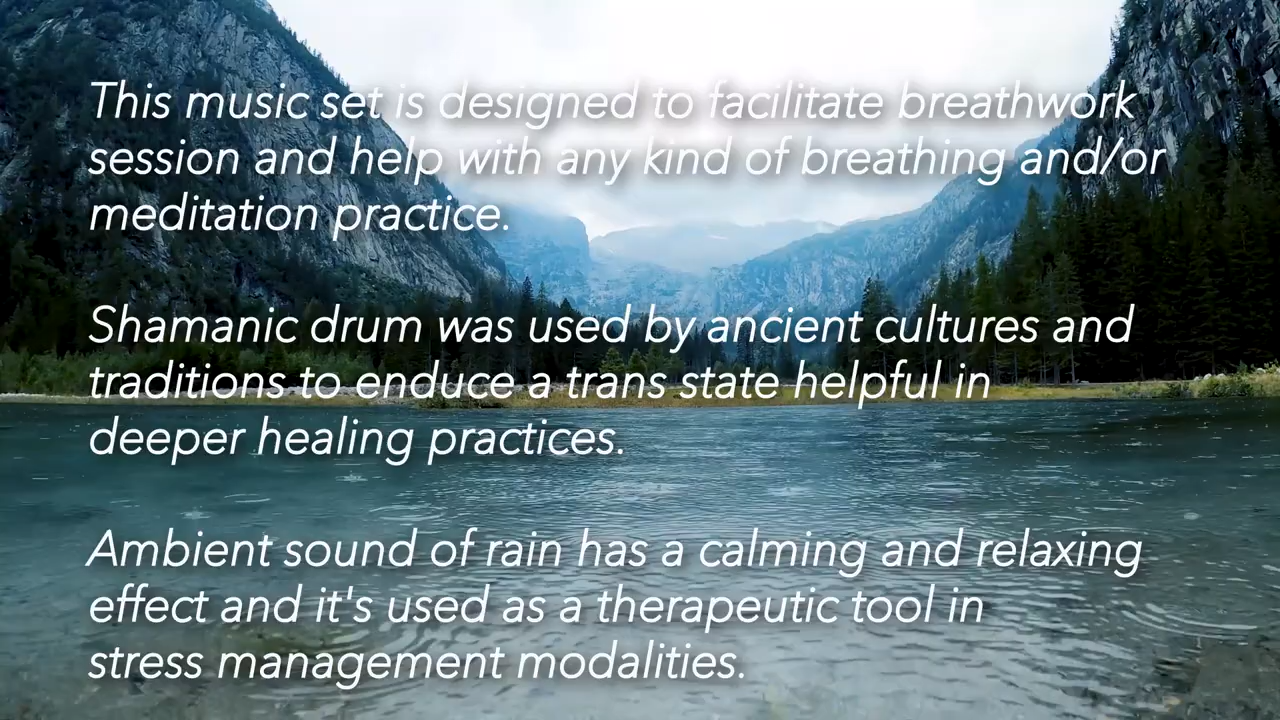 This music set is designed to facilitate breathwork
session and help with any kind of breathing and/or
meditation practice.
Shamanic drum was used by ancient cultures and
traditions to enduce a trans state helpful in
deeper healing practices.
Ambient sound of rain has a calming and relaxing
effect and it's used as a therapeutic tool in
stress management modalities.